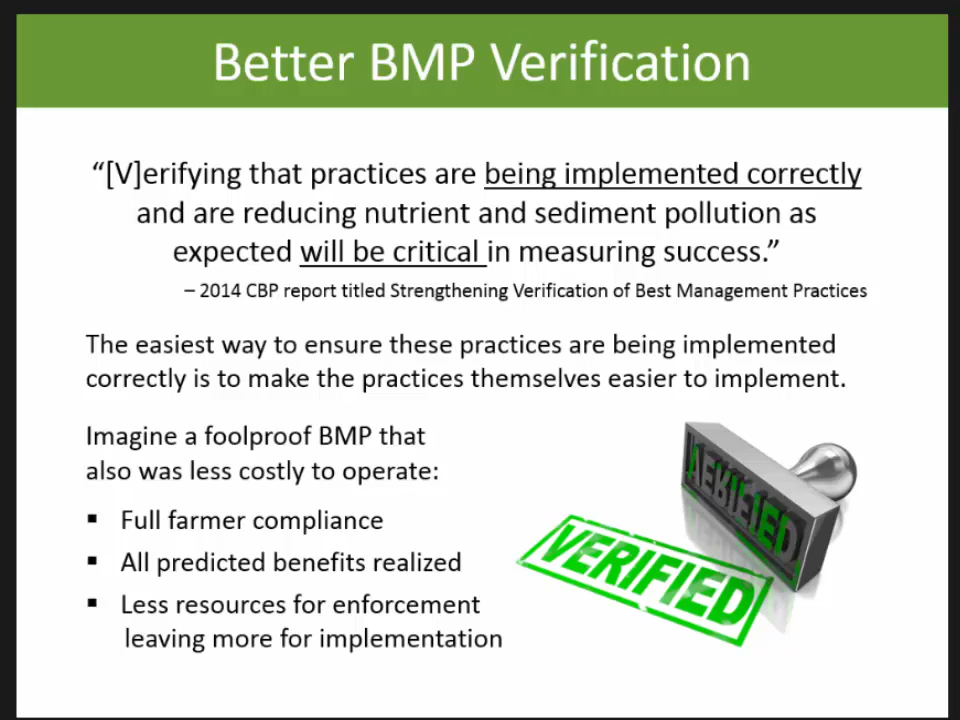 Better BMP Verification
“[V]erifying that practices are being implemented correctly
and are reducing nutrient and sediment pollution as
expected will be critical in measuring success.”
– 2014 CBP report titled Strengthening Verification of Best Management Practices
The easiest way to ensure these practices are being implemented
correctly is to make the practices themselves easier to implement.
Imagine a foolproof BMP that
also was less costly to operate:
▪ Full farmer compliance
▪ All predicted benefits realized
▪ Less resources for enforcement
leaving more for implementation
VERIFIED
VERIFIED